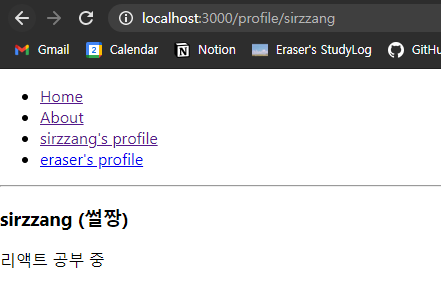 localhost:3000/profile/sirzzang
Gmail Calendar Notion Eraser's StudyLog GitHu
Home
About
sirzzang's profile
eraser's profile
sirzzang (썰짱)
리액트 공부 중